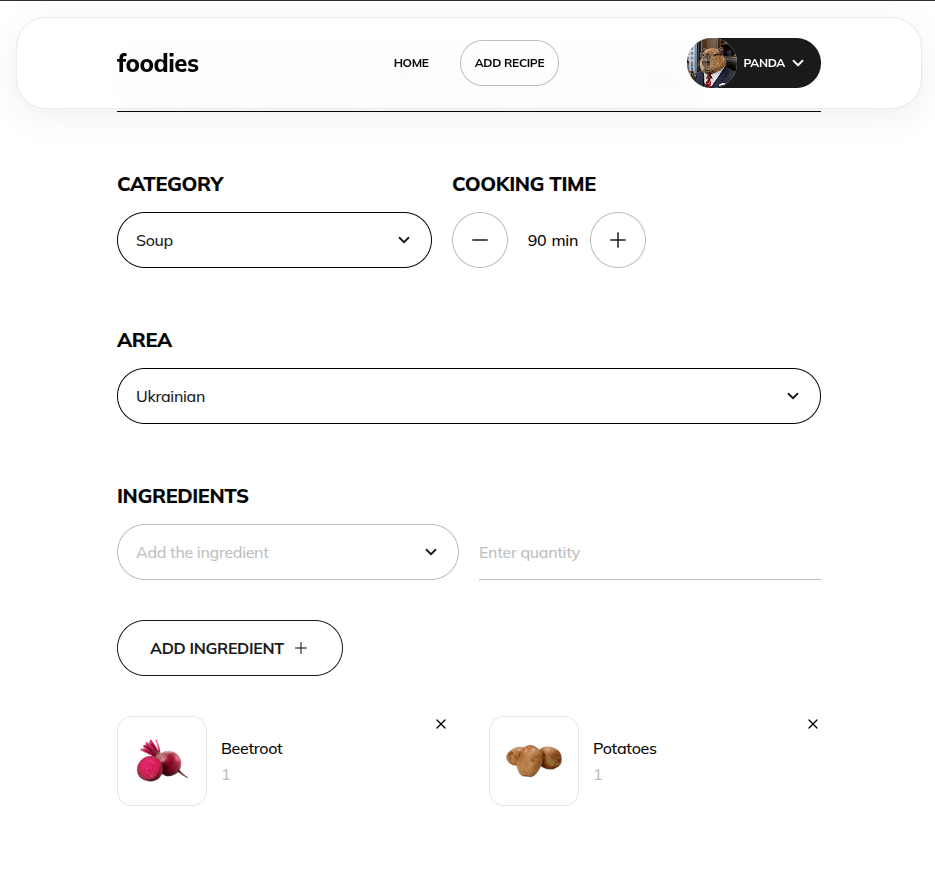 foodies
HOME
ADD RECIPE
PANDA
CATEGORY
COOKING TIME
Soup
90 min
AREA
Ukrainian
INGREDIENTS
Add the ingredient
Enter quantity
ADD INGREDIENT
Beetroot
1
Potatoes
1